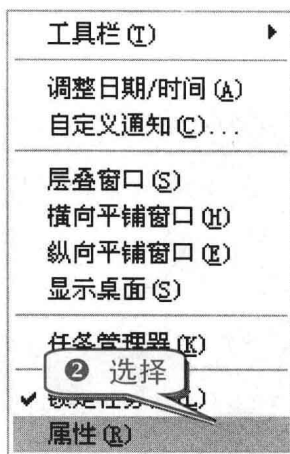 工具栏(T)
调整日期/时间(A)
自定义通知(C)...
层叠窗口(S)
横向平铺窗口(H)
纵向平铺窗口(E)
显示桌面(S)
任务管理器(K)
❷ 选择
L)
属性(R)